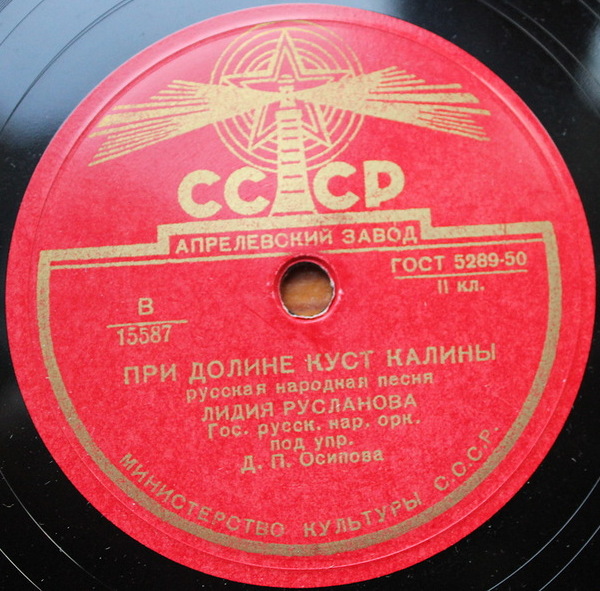 СССР
АПРЕЛЕВСКИЙ ЗАВОД
ГОСТ 5289-50
II кл.
В
15587
ПРИ ДОЛИНЕ КУСТ КАЛИНЫ
русская народная песня
ЛИДИЯ РУСЛАНОВА
Гос. русск. нар. орк.
под упр.
Д. П. Осипова
МИНИСТЕРСТВО КУЛЬТУРЫ С.С.С.Р.